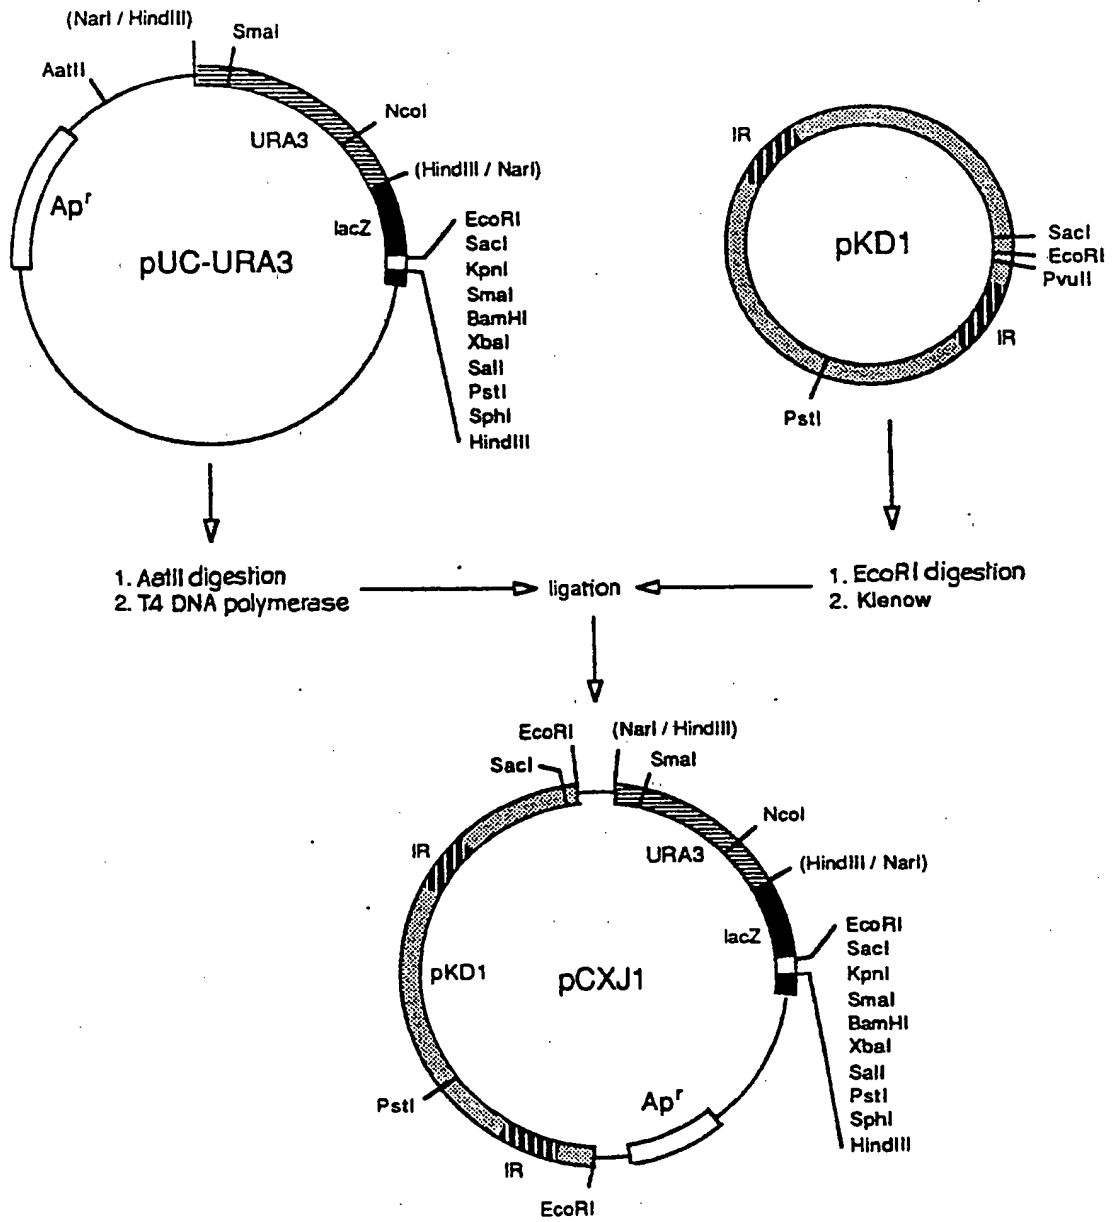 (NarI / HindIII)
SmaI
AatII
NcoI
URA3
(HindIII / NarI)
Apr
lacZ
pUC-URA3
EcoRI
SacI
KpnI
SmaI
BamHI
XbaI
SalI
PstI
SphI
HindIII
IR
pKD1
SacI
EcoRI
PvuII
IR
PstI
1. AatII digestion
2. T4 DNA polymerase
ligation
1. EcoRI digestion
2. Klenow
EcoRI
(NarI / HindIII)
SacI
SmaI
NcoI
IR
URA3
(HindIII / NarI)
lacZ
pKD1
pCXJ1
EcoRI
SacI
KpnI
SmaI
BamHI
XbaI
SalI
PstI
SphI
HindIII
PstI
Apr
IR
EcoRI